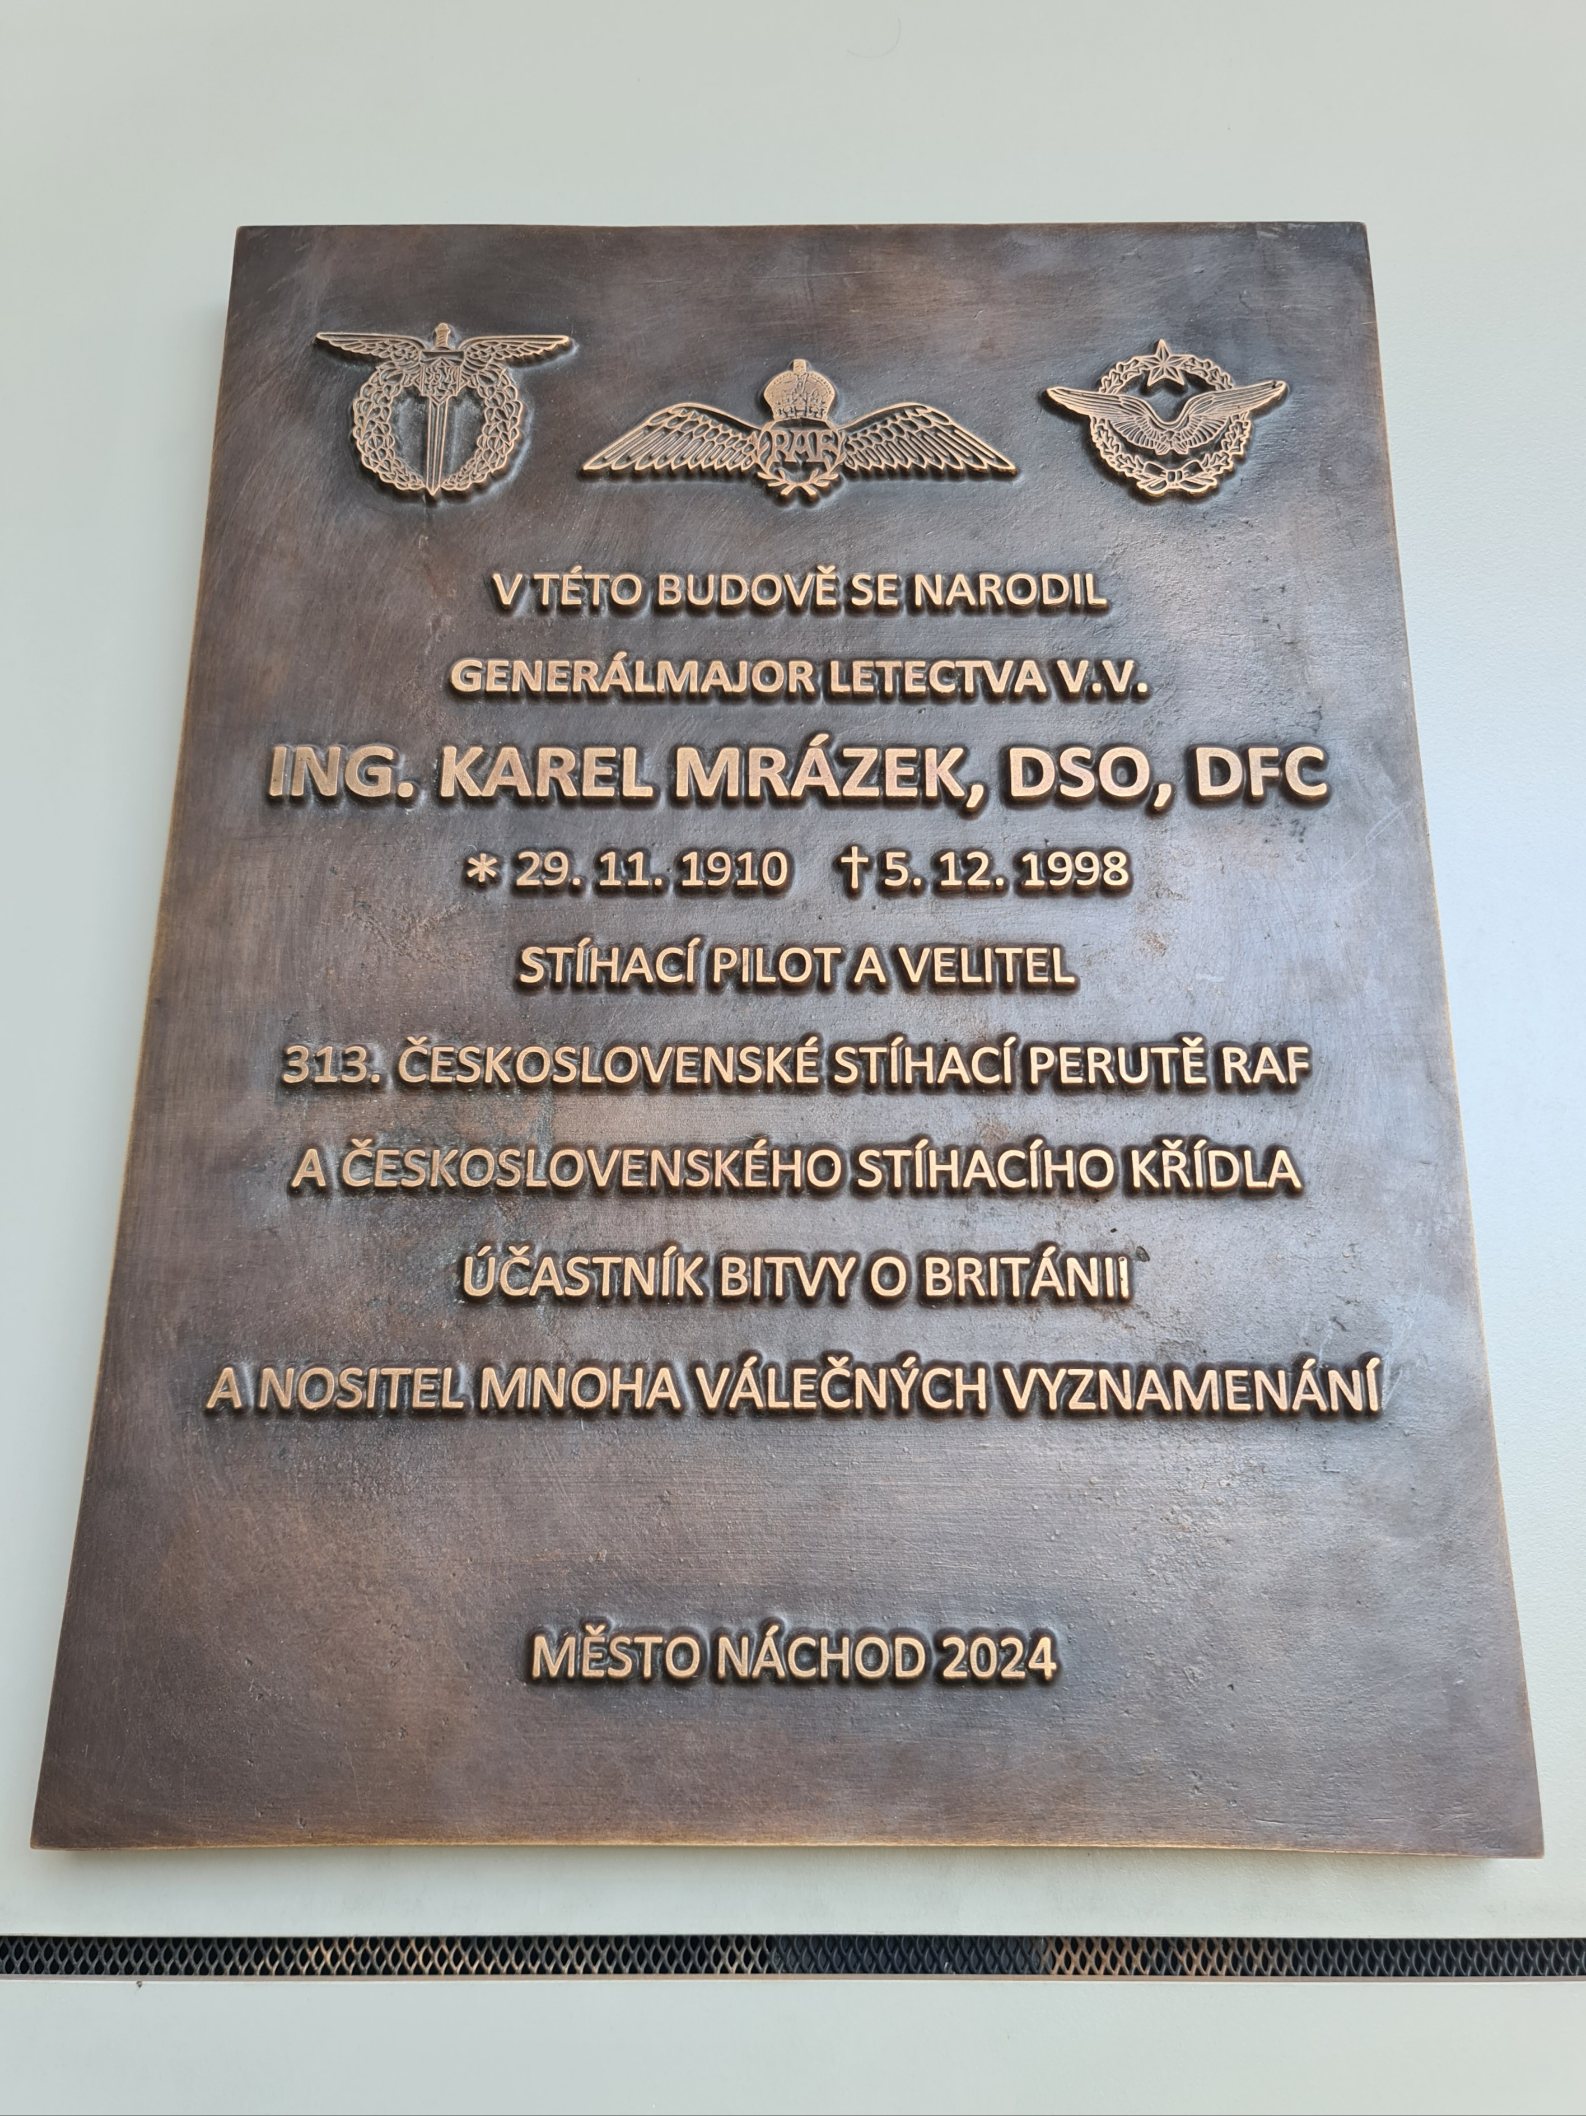 RAF
V TÉTO BUDOVĚ SE NARODIL
GENERÁLMAJOR LETECTVA V.V.
ING. KAREL MRÁZEK, DSO, DFC
* 29. 11. 1910 † 5. 12. 1998
STÍHACÍ PILOT A VELITEL
313. ČESKOSLOVENSKÉ STÍHACÍ PERUTĚ RAF
A ČESKOSLOVENSKÉHO STÍHACÍHO KŘÍDLA
ÚČASTNÍK BITVY O BRITÁNII
A NOSITEL MNOHA VÁLEČNÝCH VYZNAMENÁNÍ
MĚSTO NÁCHOD 2024